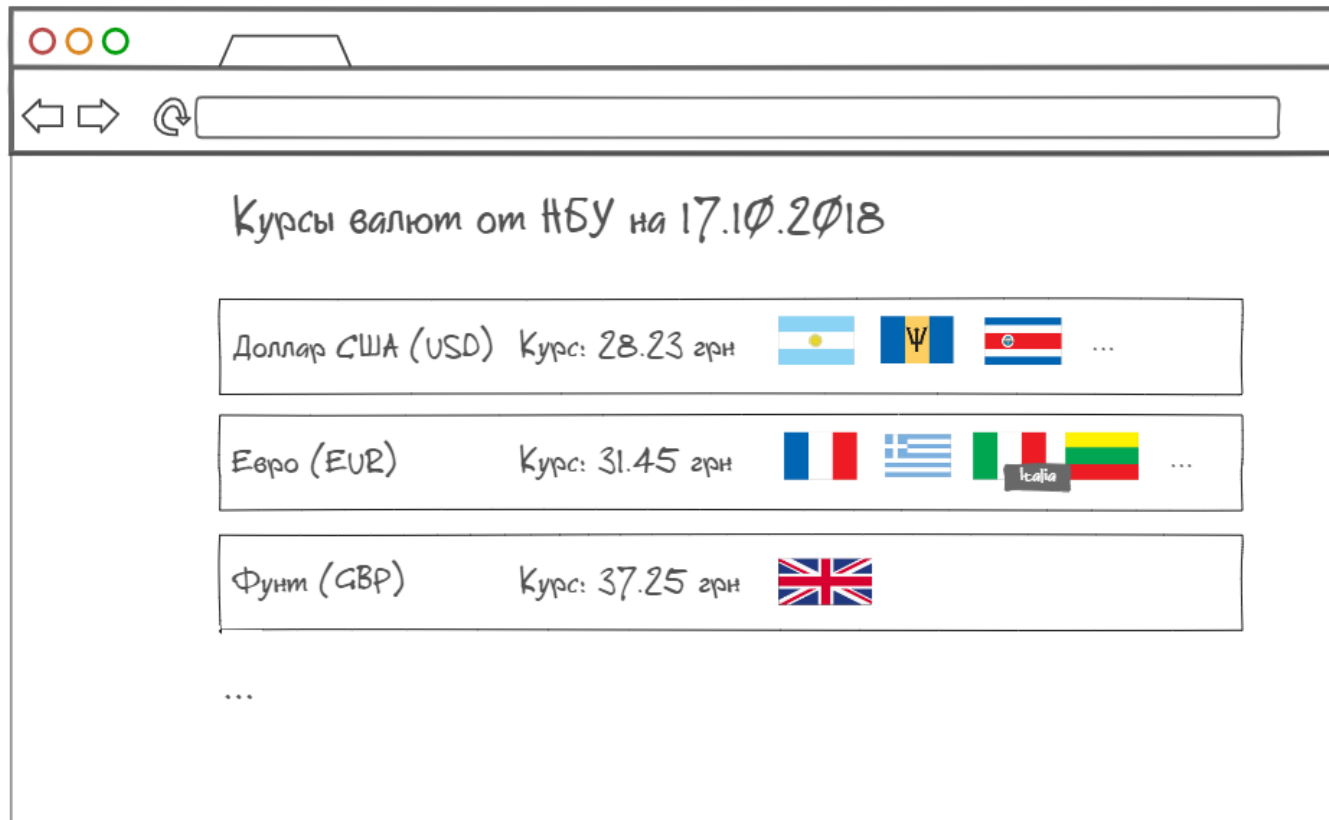 Курсы валют от НБУ на 17.10.2018
Доллар США (USD) Курс: 28.23 грн ...
Евро (EUR) Курс: 31.45 грн ...
Italia
Фунт (GBP) Курс: 37.25 грн
...